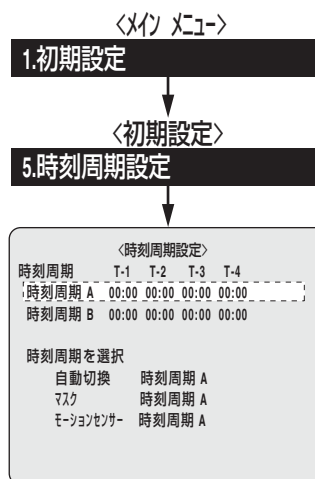 〈メイン メニュー〉
1.初期設定
〈初期設定〉
5.時刻周期設定
〈時刻周期設定〉
時刻周期 T-1 T-2 T-3 T-4
時刻周期 A 00:00 00:00 00:00 00:00
時刻周期 B 00:00 00:00 00:00 00:00
時刻周期を選択
自動切換 時刻周期 A
マスク 時刻周期 A
モーションセンサー 時刻周期 A